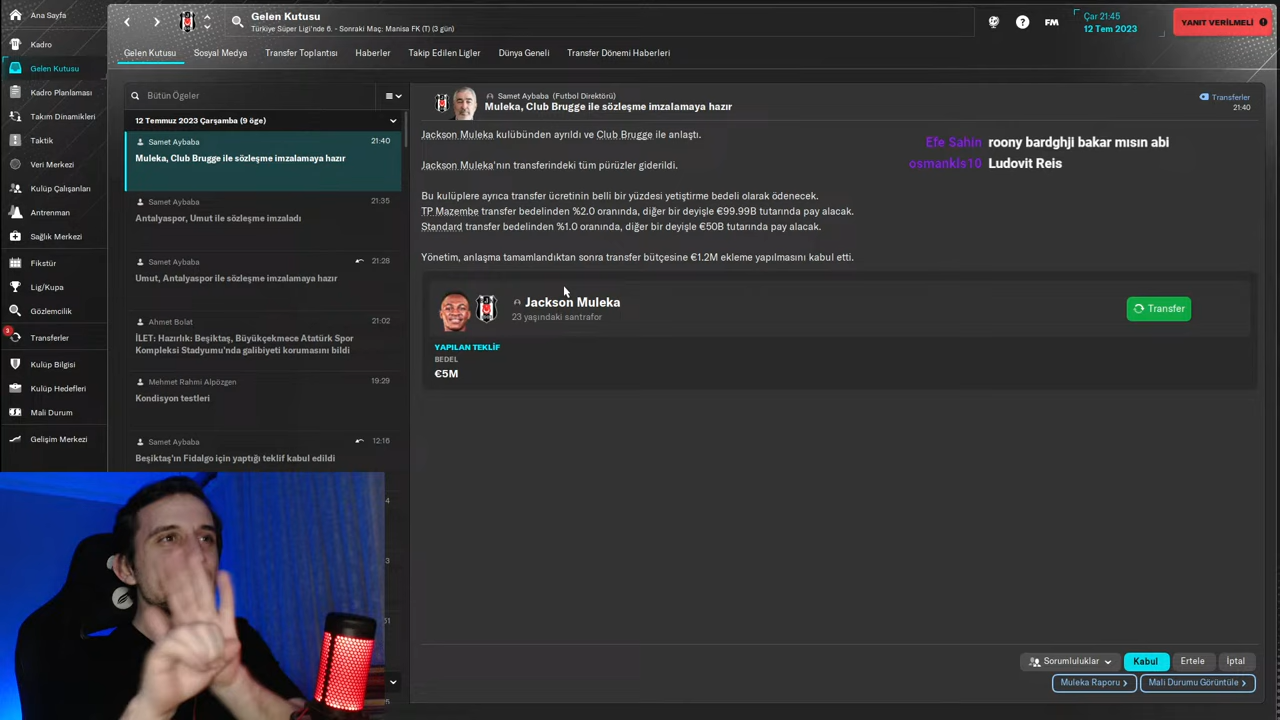 Ana Sayfa
Gelen Kutusu
Türkiye Süper Ligi'nde 6. - Sonraki Maç: Manisa FK (T) (3 gün)
FM
Çar 21:45
12 Tem 2023
YANIT VERİLMELİ
Kadro
Gelen Kutusu
Kadro Planlaması
Takım Dinamikleri
Taktik
Veri Merkezi
Kulüp Çalışanları
Antrenman
Sağlık Merkezi
Fikstür
Lig/Kupa
Gözlemcilik
3
Transferler
Kulüp Bilgisi
Kulüp Hedefleri
Mali Durum
Gelişim Merkezi
Gelen Kutusu
Sosyal Medya
Transfer Toplantısı
Haberler
Takip Edilen Ligler
Dünya Geneli
Transfer Dönemi Haberleri
Bütün Ögeler
12 Temmuz 2023 Çarşamba (9 öge)
Samet Aybaba 21:40
Muleka, Club Brugge ile sözleşme imzalamaya hazır
Samet Aybaba 21:35
Antalyaspor, Umut ile sözleşme imzaladı
Samet Aybaba 21:28
Umut, Antalyaspor ile sözleşme imzalamaya hazır
Ahmet Bolat 21:02
İLET: Hazırlık: Beşiktaş, Büyükçekmece Atatürk Spor
Kompleksi Stadyumu'nda galibiyeti korumasını bildi
Mehmet Rahmi Alpözgen 19:29
Kondisyon testleri
Samet Aybaba 12:16
Beşiktaş'ın Fidalgo için yaptığı teklif kabul edildi
Samet Aybaba (Futbol Direktörü)
Muleka, Club Brugge ile sözleşme imzalamaya hazır
Transferler
21:40
Jackson Muleka kulübünden ayrıldı ve Club Brugge ile anlaştı.
Jackson Muleka'nın transferindeki tüm pürüzler giderildi.
Bu kulüplere ayrıca transfer ücretinin belli bir yüzdesi yetiştirme bedeli olarak ödenecek.
TP Mazembe transfer bedelinden %2.0 oranında, diğer bir deyişle €99.99B tutarında pay alacak.
Standard transfer bedelinden %1.0 oranında, diğer bir deyişle €50B tutarında pay alacak.
Yönetim, anlaşma tamamlandıktan sonra transfer bütçesine €1.2M ekleme yapılmasını kabul etti.
Efe Sahin roony bardghji bakar mısın abi
osmankls10 Ludovit Reis
Jackson Muleka
23 yaşındaki santrafor
Transfer
YAPILAN TEKLİF
BEDEL
€5M
Sorumluluklar
Kabul
Ertele
İptal
Muleka Raporu
Mali Durumu Görüntüle